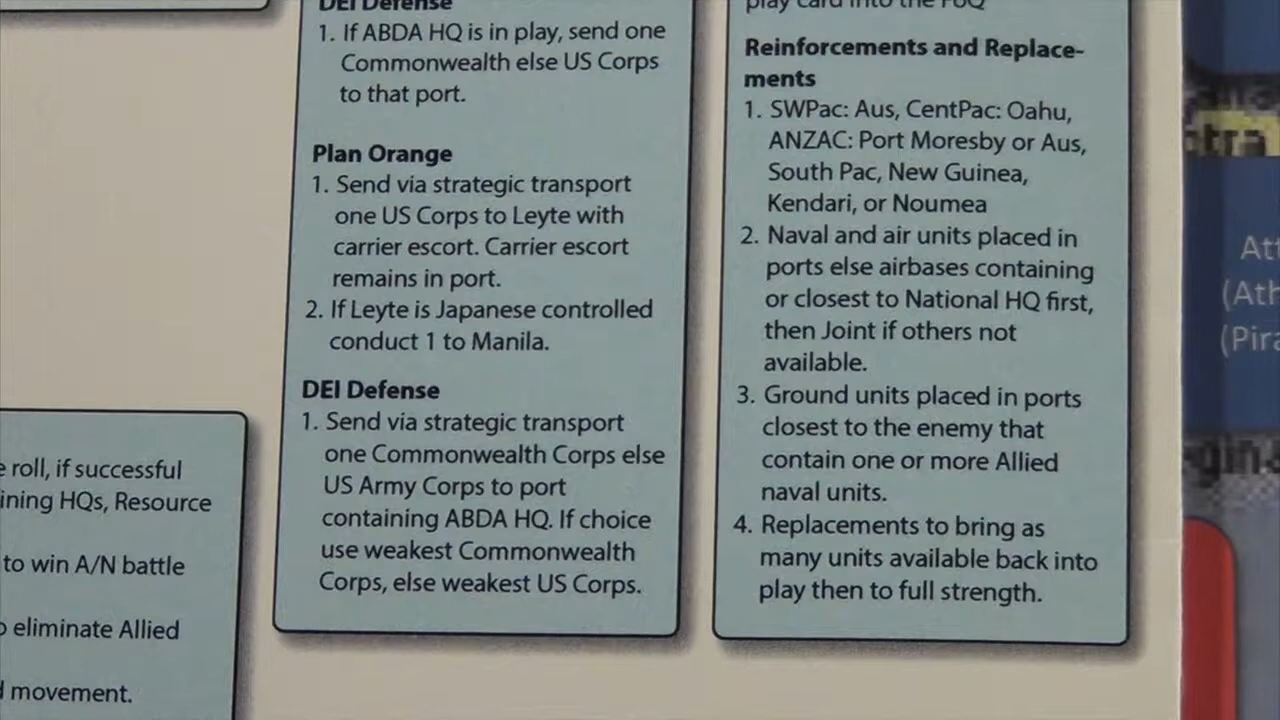 DEI Defense
1. If ABDA HQ is in play, send one
Commonwealth else US Corps
to that port.
Plan Orange
1. Send via strategic transport
one US Corps to Leyte with
carrier escort. Carrier escort
remains in port.
2. If Leyte is Japanese controlled
conduct 1 to Manila.
DEI Defense
1. Send via strategic transport
one Commonwealth Corps else
US Army Corps to port
containing ABDA HQ. If choice
use weakest Commonwealth
Corps, else weakest US Corps.
play card into the FOQ
Reinforcements and Replace-
ments
1. SWPac: Aus, CentPac: Oahu,
ANZAC: Port Moresby or Aus,
South Pac, New Guinea,
Kendari, or Noumea
2. Naval and air units placed in
ports else airbases containing
or closest to National HQ first,
then Joint if others not
available.
3. Ground units placed in ports
closest to the enemy that
contain one or more Allied
naval units.
4. Replacements to bring as
many units available back into
play then to full strength.
roll, if successful
HQs, Resource
to win A/N battle
eliminate Allied
movement.